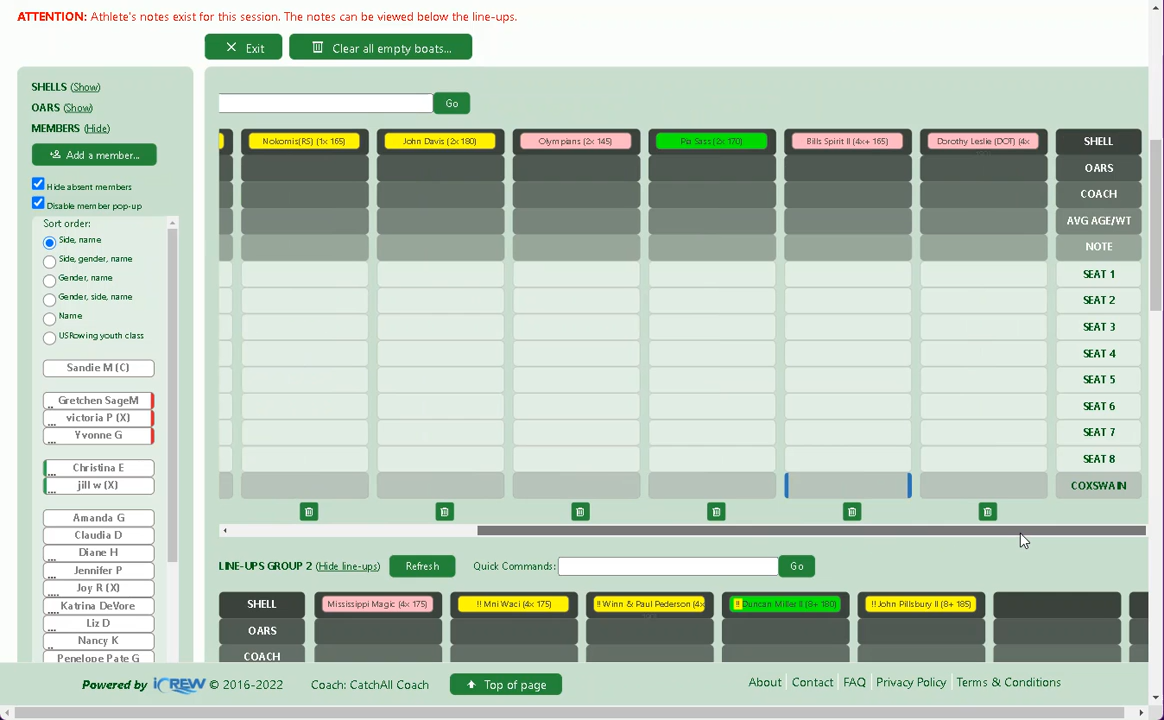 ATTENTION: Athlete's notes exist for this session. The notes can be viewed below the line-ups.
Exit
Clear all empty boats...
SHELLS (Show)
OARS (Show)
MEMBERS (Hide)
Add a member...
Hide absent members
Disable member pop-up
Sort order:
Side, name
Side, gender, name
Gender, name
Gender, side, name
Name
USRowing youth class
Sandie M (C)
Gretchen SageM
victoria P (X)
Yvonne G
Christina E
jill w (X)
Amanda G
Claudia D
Diane H
Jennifer P
Joy R (X)
Katrina DeVore
Liz D
Nancy K
Penelope Pate G
Go
Nokomis(RS) (1x 165)
John Davis (2x 180)
Olympians (2x 145)
Pia Sass (2x 170)
Bills Spirit II (4x+ 165)
Dorothy Leslie (DOT) (4x
SHELL
OARS
COACH
AVG AGE/WT
NOTE
SEAT 1
SEAT 2
SEAT 3
SEAT 4
SEAT 5
SEAT 6
SEAT 7
SEAT 8
COXSWAIN
LINE-UPS GROUP 2 (Hide line-ups)
Refresh
Quick Commands:
Go
SHELL
Mississippi Magic (4x 175)
!! Mni Waci (4x 175)
!! Winn & Paul Pederson (4x
!! Duncan Miller II (8+ 180)
!! John Pillsbury II (8+ 185)
OARS
COACH
Powered by iCREW © 2016-2022
Coach: CatchAll Coach
Top of page
About
Contact
FAQ
Privacy Policy
Terms & Conditions